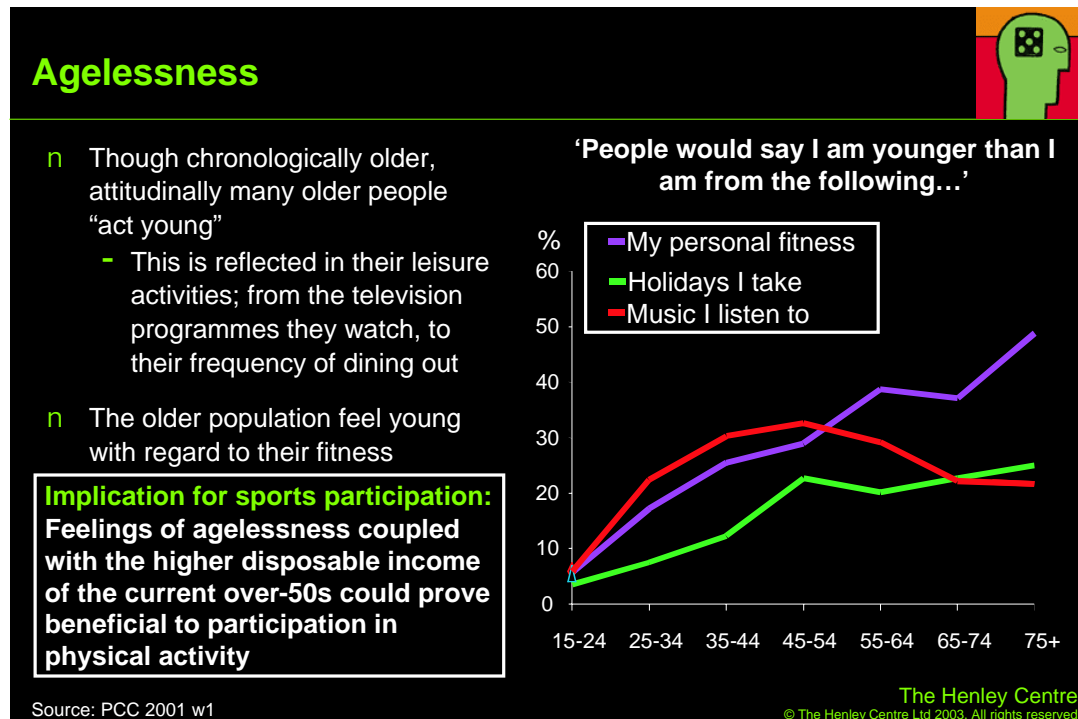 Agelessness
n Though chronologically older,
attitudinally many older people
“act young”
- This is reflected in their leisure
activities; from the television
programmes they watch, to
their frequency of dining out
n The older population feel young
with regard to their fitness
Implication for sports participation:
Feelings of agelessness coupled
with the higher disposable income
of the current over-50s could prove
beneficial to participation in
physical activity
‘People would say I am younger than I
am from the following…’
%
My personal fitness
Holidays I take
Music I listen to
60
50
40
30
20
10
0
15-24 25-34 35-44 45-54 55-64 65-74 75+
Source: PCC 2001 w1
The Henley Centre
© The Henley Centre Ltd 2003. All rights reserved